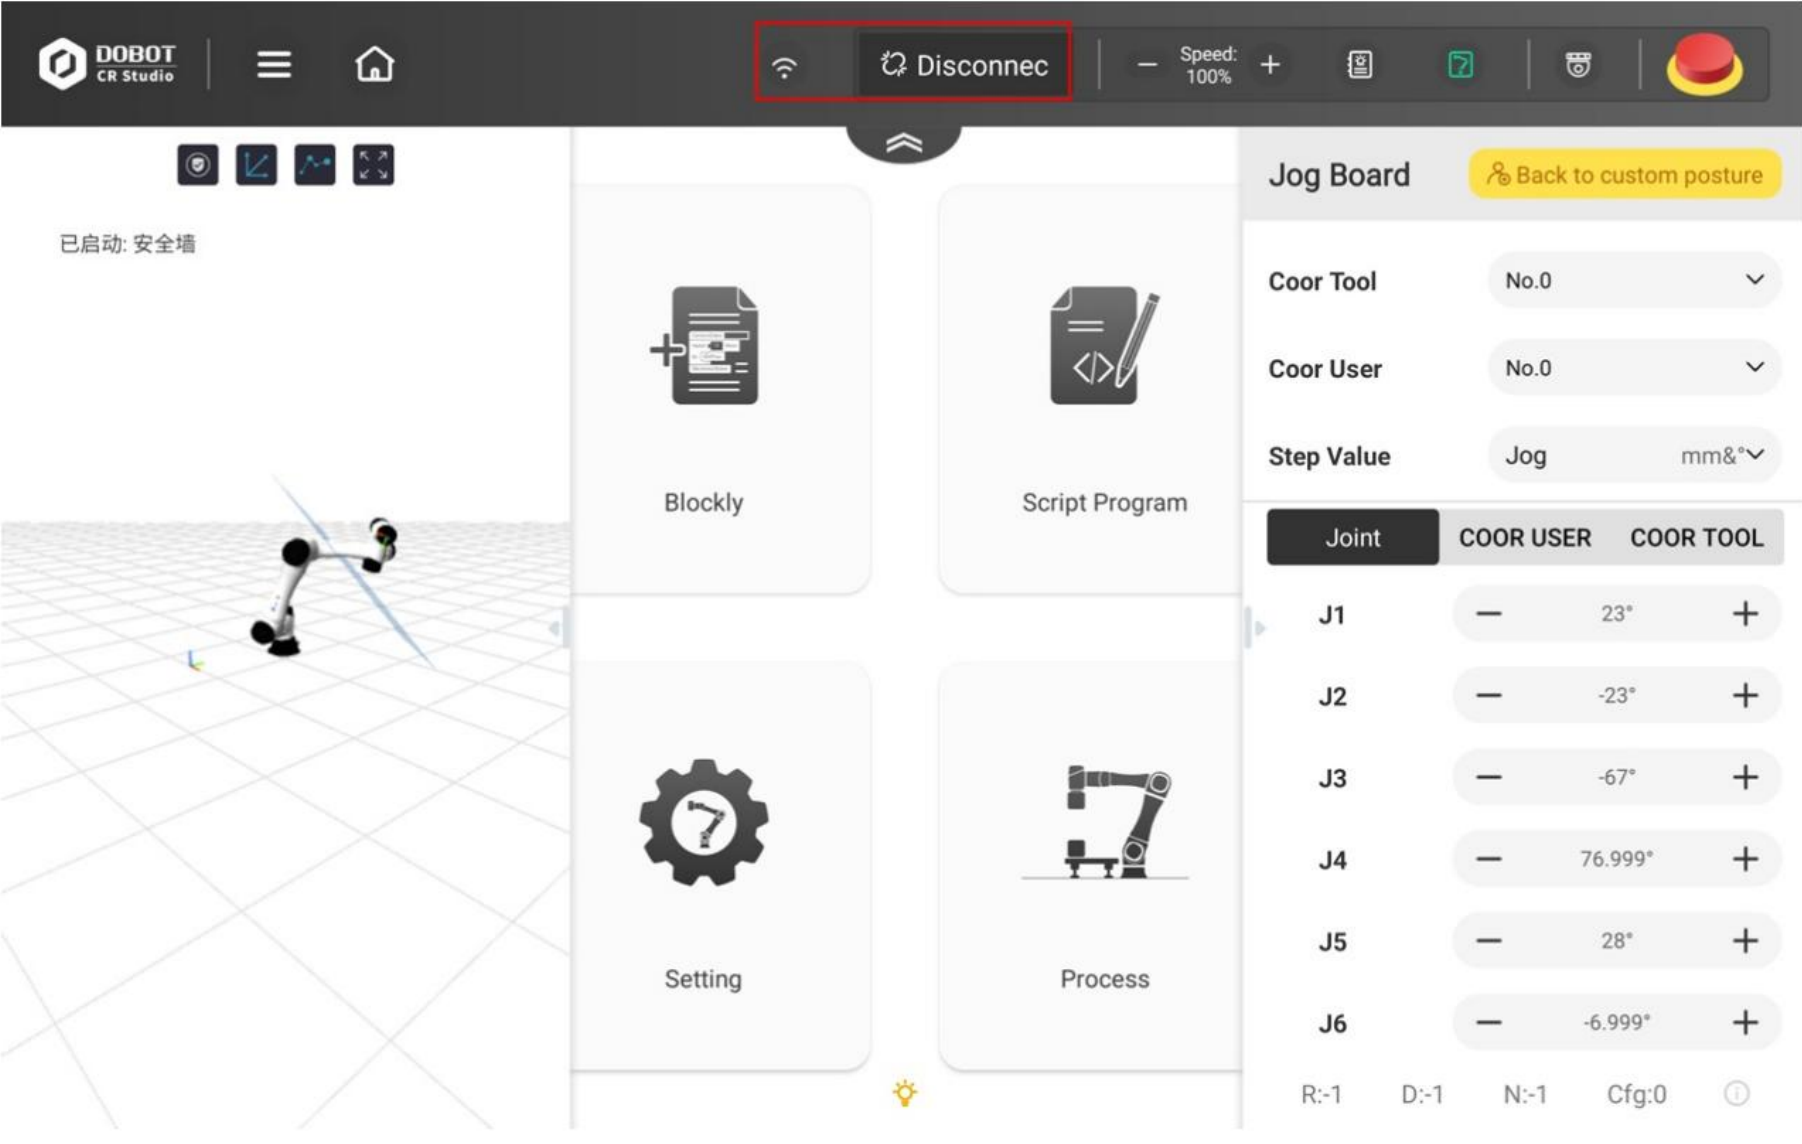 DOBOT
CR Studio
Disconnec
Speed:
100%
已启动: 安全墙
Blockly
Script Program
Setting
Process
Jog Board
Back to custom posture
Coor Tool
No.0
Coor User
No.0
Step Value
Jog mm&°
Joint COOR USER COOR TOOL
J1 — 23° +
J2 — -23° +
J3 — -67° +
J4 — 76.999° +
J5 — 28° +
J6 — -6.999° +
R:-1 D:-1 N:-1 Cfg:0